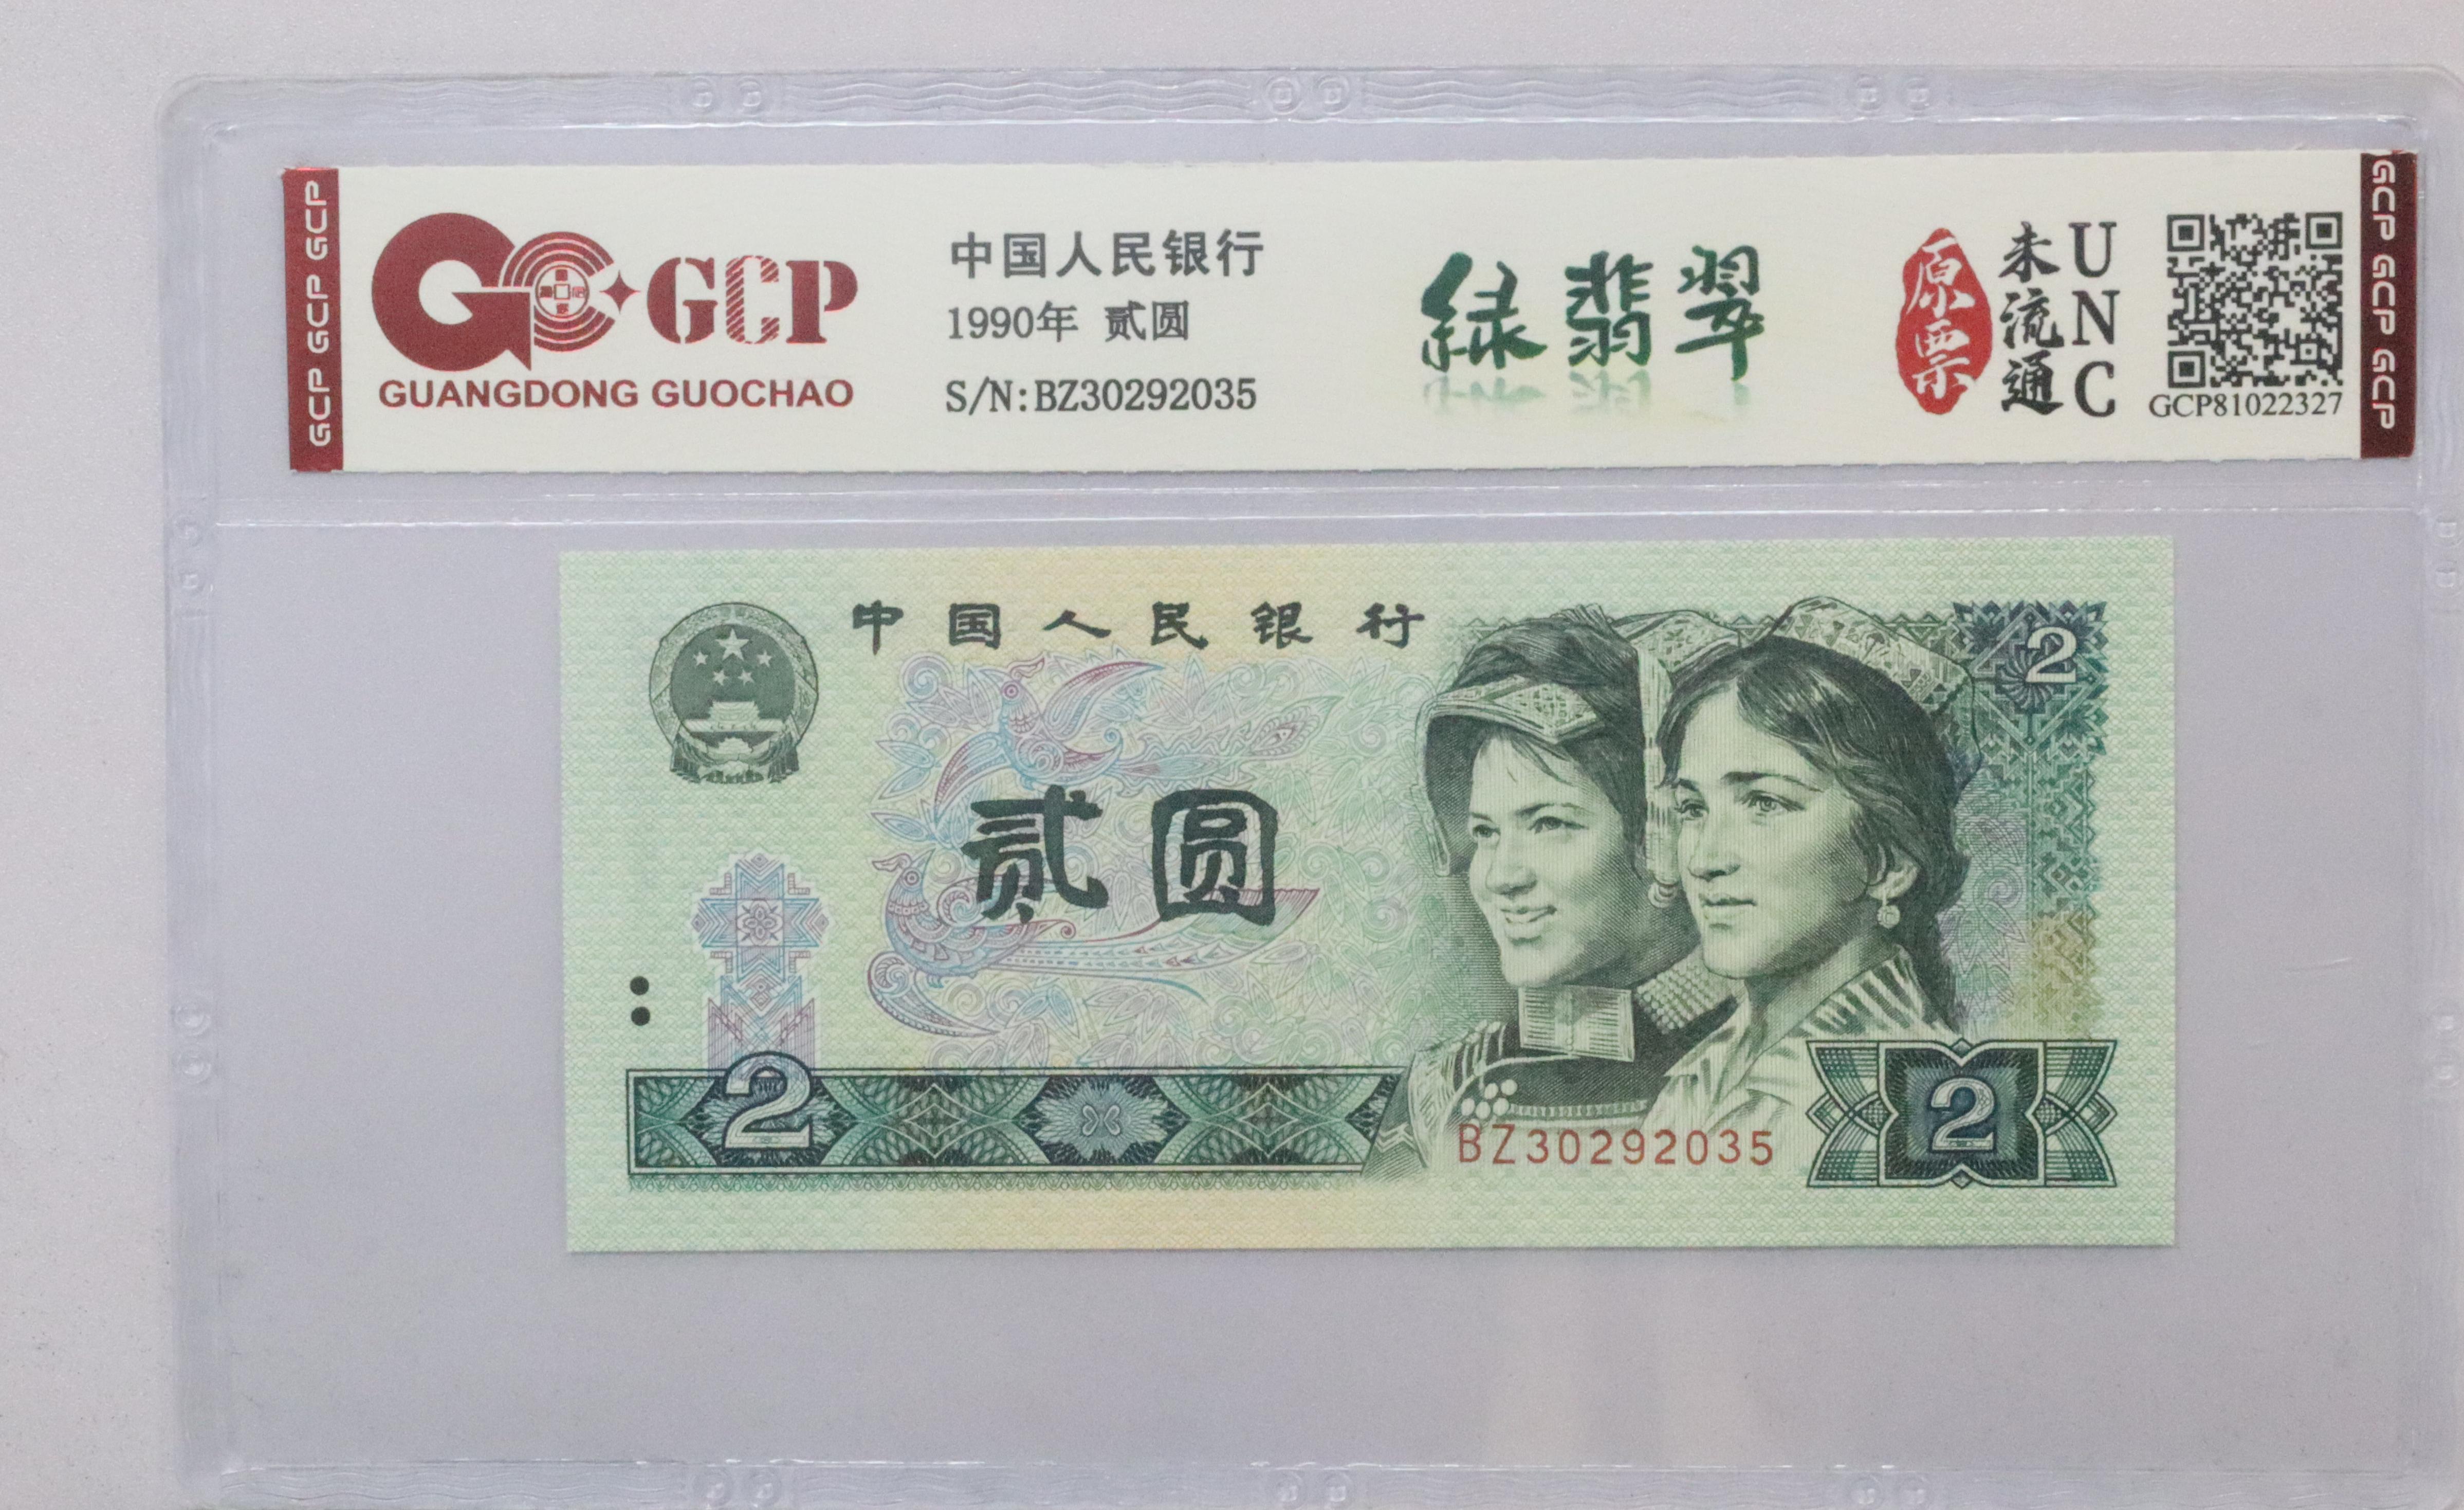 GCP GCP GCP
GCP
GUANGDONG GUOCHAO
中国人民银行
1990年 贰圆
S/N:BZ30292035
绿翡翠
原票
未流通
UNC
GCP81022327
GCP GCP GCP
中国人民银行
2
贰圆
2
BZ30292035
2